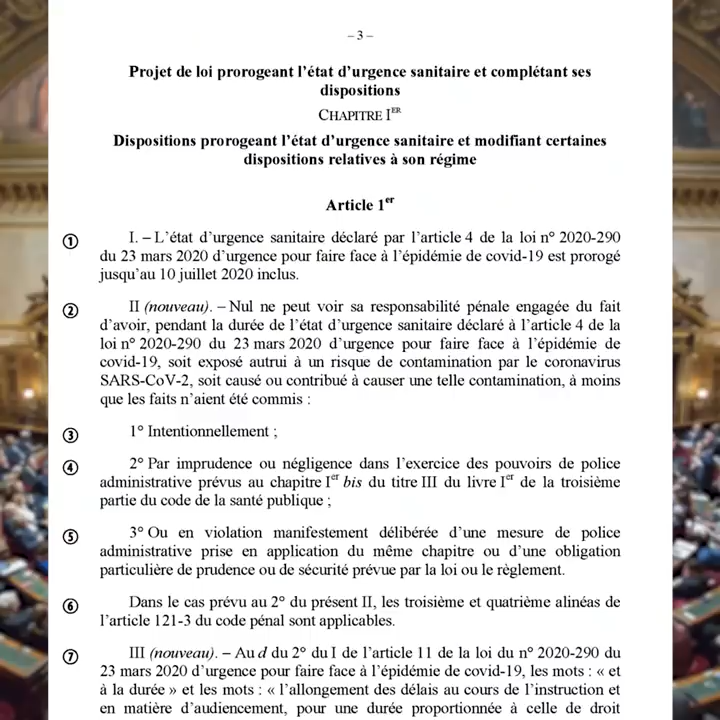 – 3 –
Projet de loi prorogeant l’état d’urgence sanitaire et complétant ses
dispositions
CHAPITRE IER
Dispositions prorogeant l’état d’urgence sanitaire et modifiant certaines
dispositions relatives à son régime
Article 1er
① I. – L’état d’urgence sanitaire déclaré par l’article 4 de la loi n° 2020-290
du 23 mars 2020 d’urgence pour faire face à l’épidémie de covid-19 est prorogé
jusqu’au 10 juillet 2020 inclus.
② II (nouveau). – Nul ne peut voir sa responsabilité pénale engagée du fait
d’avoir, pendant la durée de l’état d’urgence sanitaire déclaré à l’article 4 de la
loi n° 2020-290 du 23 mars 2020 d’urgence pour faire face à l’épidémie de
covid-19, soit exposé autrui à un risque de contamination par le coronavirus
SARS-CoV-2, soit causé ou contribué à causer une telle contamination, à moins
que les faits n’aient été commis :
③ 1° Intentionnellement ;
④ 2° Par imprudence ou négligence dans l’exercice des pouvoirs de police
administrative prévus au chapitre Ier bis du titre III du livre Ier de la troisième
partie du code de la santé publique ;
⑤ 3° Ou en violation manifestement délibérée d’une mesure de police
administrative prise en application du même chapitre ou d’une obligation
particulière de prudence ou de sécurité prévue par la loi ou le règlement.
⑥ Dans le cas prévu au 2° du présent II, les troisième et quatrième alinéas de
l’article 121-3 du code pénal sont applicables.
⑦ III (nouveau). – Au d du 2° du I de l’article 11 de la loi du n° 2020-290 du
23 mars 2020 d’urgence pour faire face à l’épidémie de covid-19, les mots : « et
à la durée » et les mots : « l’allongement des délais au cours de l’instruction et
en matière d’audiencement, pour une durée proportionnée à celle de droit